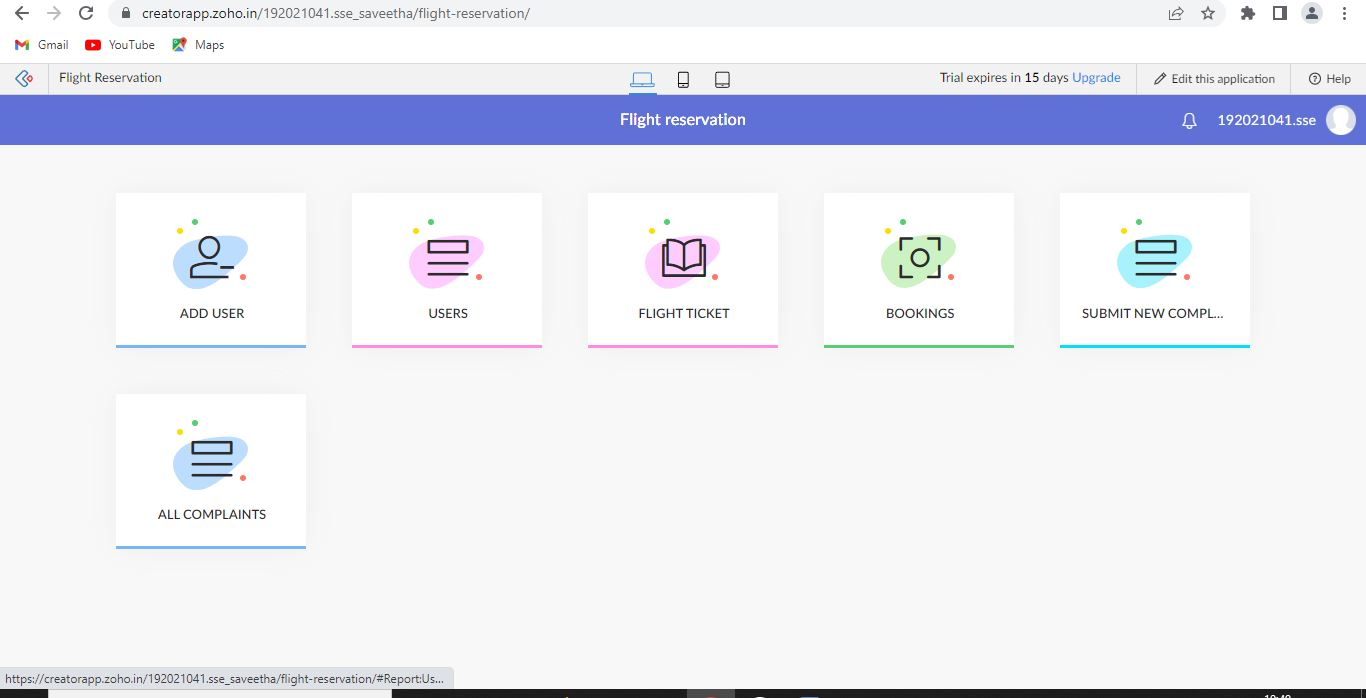 creatorapp.zoho.in/192021041.sse_saveetha/flight-reservation/
Gmail YouTube Maps
Flight Reservation Trial expires in 15 days Upgrade Edit this application Help
Flight reservation 192021041.sse
ADD USER USERS FLIGHT TICKET BOOKINGS SUBMIT NEW COMPL...
ALL COMPLAINTS
https://creatorapp.zoho.in/192021041.sse_saveetha/flight-reservation/#Report:Us...